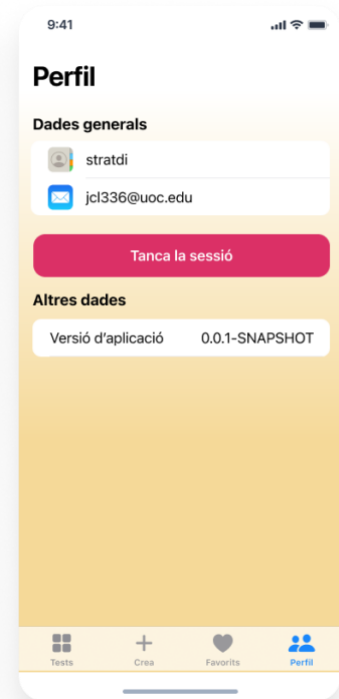 9:41
Perfil
Dades generals
stratdi
jcl336@uoc.edu
Tanca la sessió
Altres dades
Versió d'aplicació 0.0.1-SNAPSHOT
Tests Crea Favorits Perfil